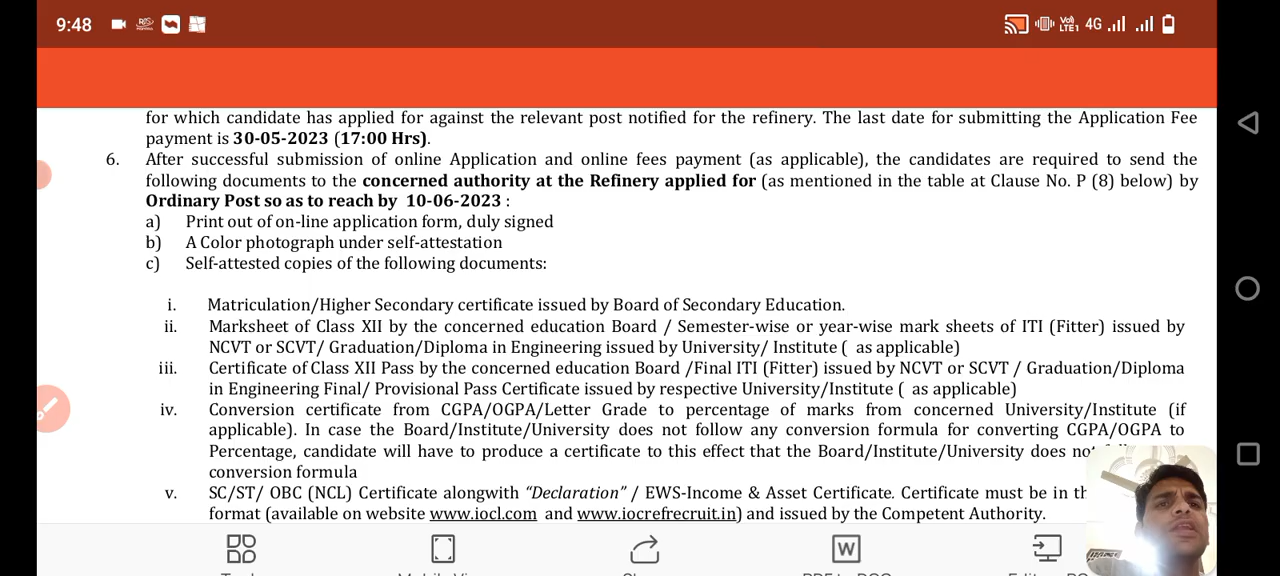 9:48
4G
for which candidate has applied for against the relevant post notified for the refinery. The last date for submitting the Application Fee
payment is 30-05-2023 (17:00 Hrs).
6. After successful submission of online Application and online fees payment (as applicable), the candidates are required to send the
following documents to the concerned authority at the Refinery applied for (as mentioned in the table at Clause No. P (8) below) by
Ordinary Post so as to reach by 10-06-2023 :
a) Print out of on-line application form, duly signed
b) A Color photograph under self-attestation
c) Self-attested copies of the following documents:
i. Matriculation/Higher Secondary certificate issued by Board of Secondary Education.
ii. Marksheet of Class XII by the concerned education Board / Semester-wise or year-wise mark sheets of ITI (Fitter) issued by
NCVT or SCVT/ Graduation/Diploma in Engineering issued by University/ Institute ( as applicable)
iii. Certificate of Class XII Pass by the concerned education Board /Final ITI (Fitter) issued by NCVT or SCVT / Graduation/Diploma
in Engineering Final/ Provisional Pass Certificate issued by respective University/Institute ( as applicable)
iv. Conversion certificate from CGPA/OGPA/Letter Grade to percentage of marks from concerned University/Institute (if
applicable). In case the Board/Institute/University does not follow any conversion formula for converting CGPA/OGPA to
Percentage, candidate will have to produce a certificate to this effect that the Board/Institute/University does
conversion formula
v. SC/ST/ OBC (NCL) Certificate alongwith "Declaration" / EWS-Income & Asset Certificate. Certificate must be in
format (available on website www.iocl.com and www.iocrefrecruit.in) and issued by the Competent Authority.